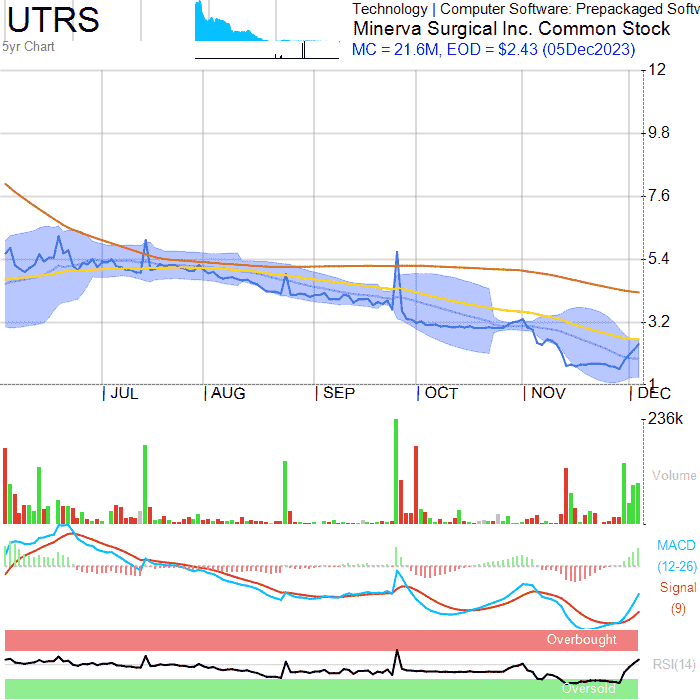 UTRS
5yr Chart
Technology | Computer Software: Prepackaged Softw
Minerva Surgical Inc. Common Stock
MC = 21.6M, EOD = $2.43 (05Dec2023)
12
9.8
7.6
5.4
3.2
1
JUL AUG SEP OCT NOV DEC
236k
Volume
MACD
(12-26)
Signal
(9)
Overbought
RSI(14)
Oversold